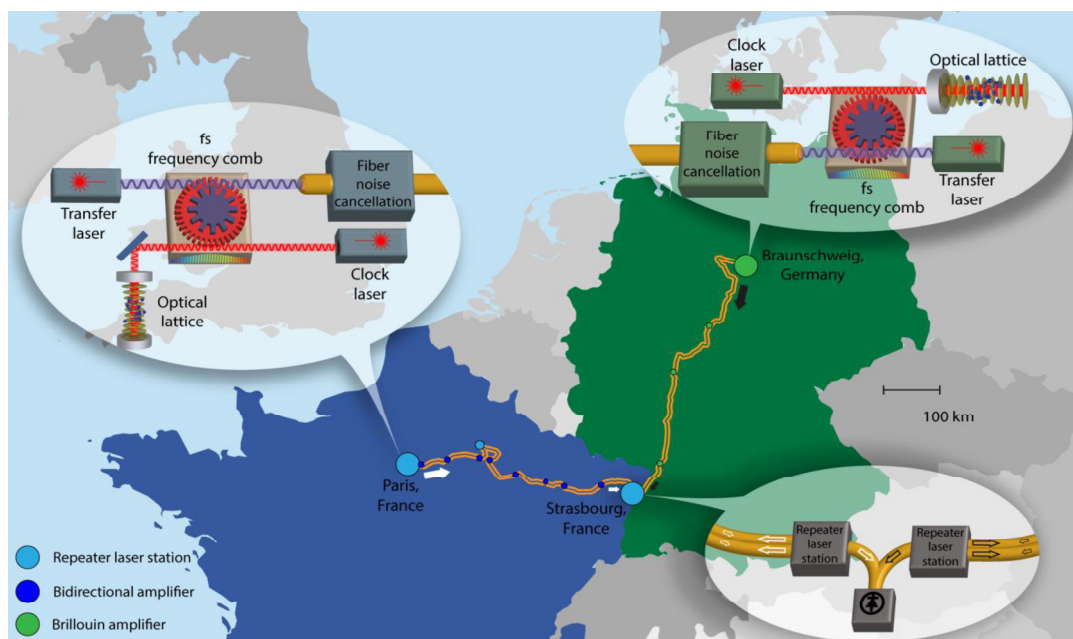 fs
frequency comb
Transfer
laser
Fiber
noise
cancellation
Clock
laser
Optical
lattice
Clock
laser
Optical lattice
Fiber
noise
cancellation
fs
frequency comb
Transfer
laser
Braunschweig,
Germany
100 km
Paris,
France
Strasbourg,
France
Repeater
laser
station
Repeater
laser
station
Repeater laser station
Bidirectional amplifier
Brillouin amplifier